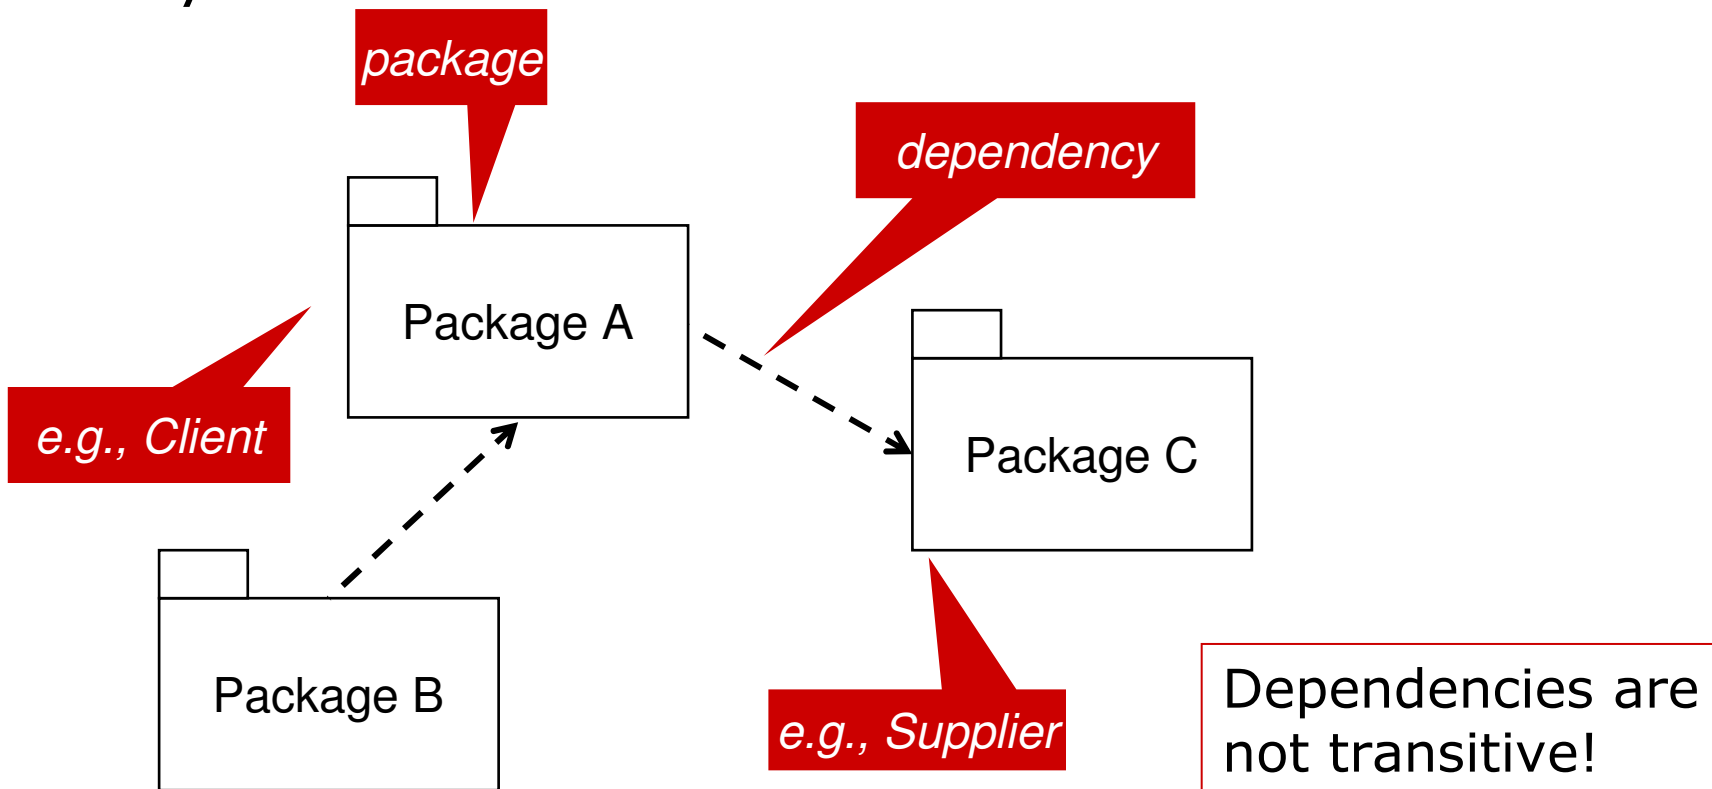 package
dependency
Package A
e.g., Client
Package C
Package B
e.g., Supplier
Dependencies are
not transitive!